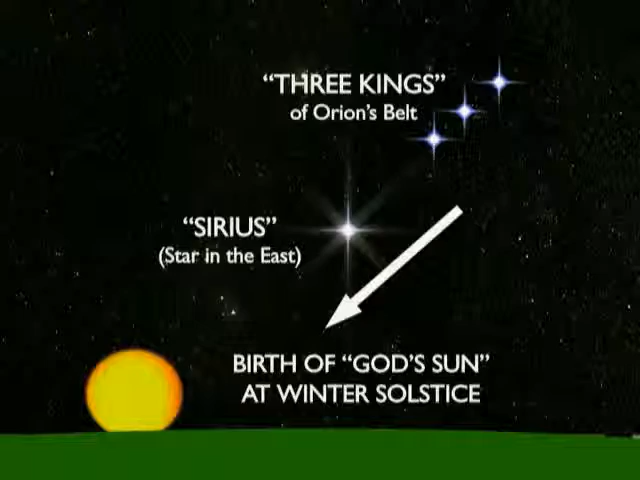 “THREE KINGS”
of Orion’s Belt
“SIRIUS”
(Star in the East)
BIRTH OF “GOD’S SUN”
AT WINTER SOLSTICE